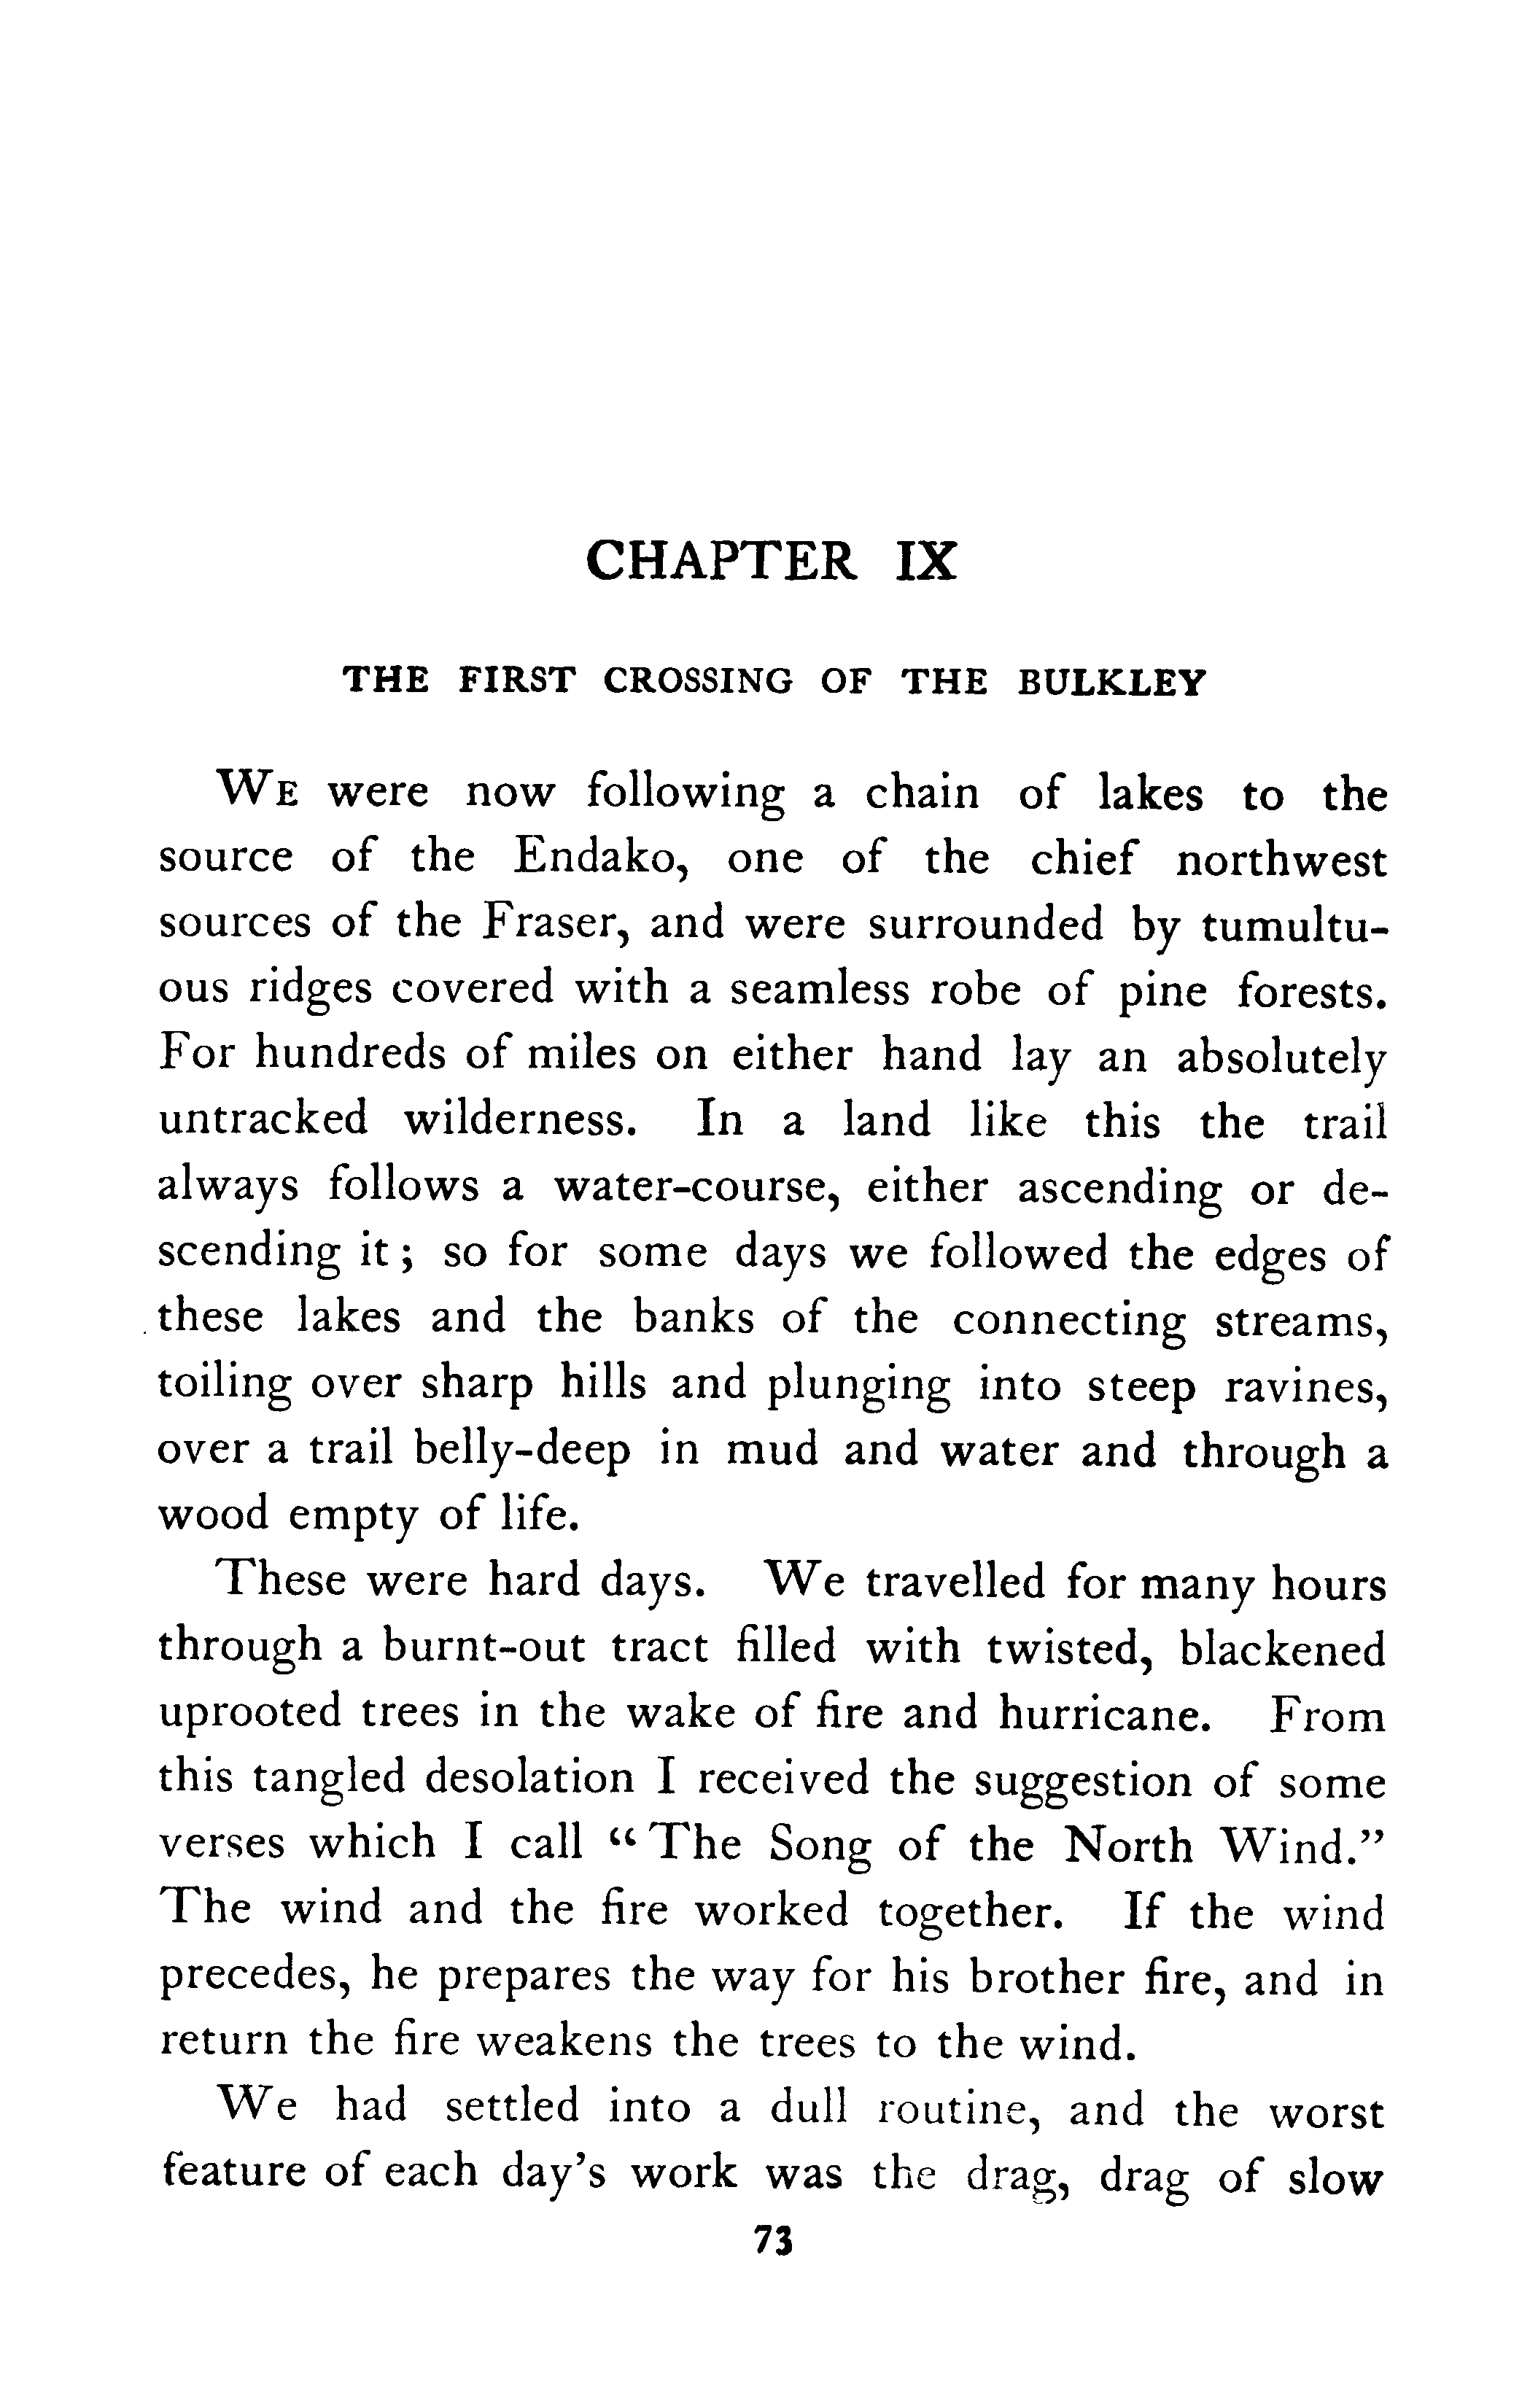 CHAPTER IX
THE FIRST CROSSING OF THE BULKLEY
WE were now following a chain of lakes to the
source of the Endako, one of the chief northwest
sources of the Fraser, and were surrounded by tumultu-
ous ridges covered with a seamless robe of pine forests.
For hundreds of miles on either hand lay an absolutely
untracked wilderness. In a land like this the trail
always follows a water-course, either ascending or de-
scending it; so for some days we followed the edges of
these lakes and the banks of the connecting streams,
toiling over sharp hills and plunging into steep ravines,
over a trail belly-deep in mud and water and through a
wood empty of life.
These were hard days. We travelled for many hours
through a burnt-out tract filled with twisted, blackened
uprooted trees in the wake of fire and hurricane. From
this tangled desolation I received the suggestion of some
verses which I call “The Song of the North Wind.”
The wind and the fire worked together. If the wind
precedes, he prepares the way for his brother fire, and in
return the fire weakens the trees to the wind.
We had settled into a dull routine, and the worst
feature of each day's work was the drag, drag of slow
73